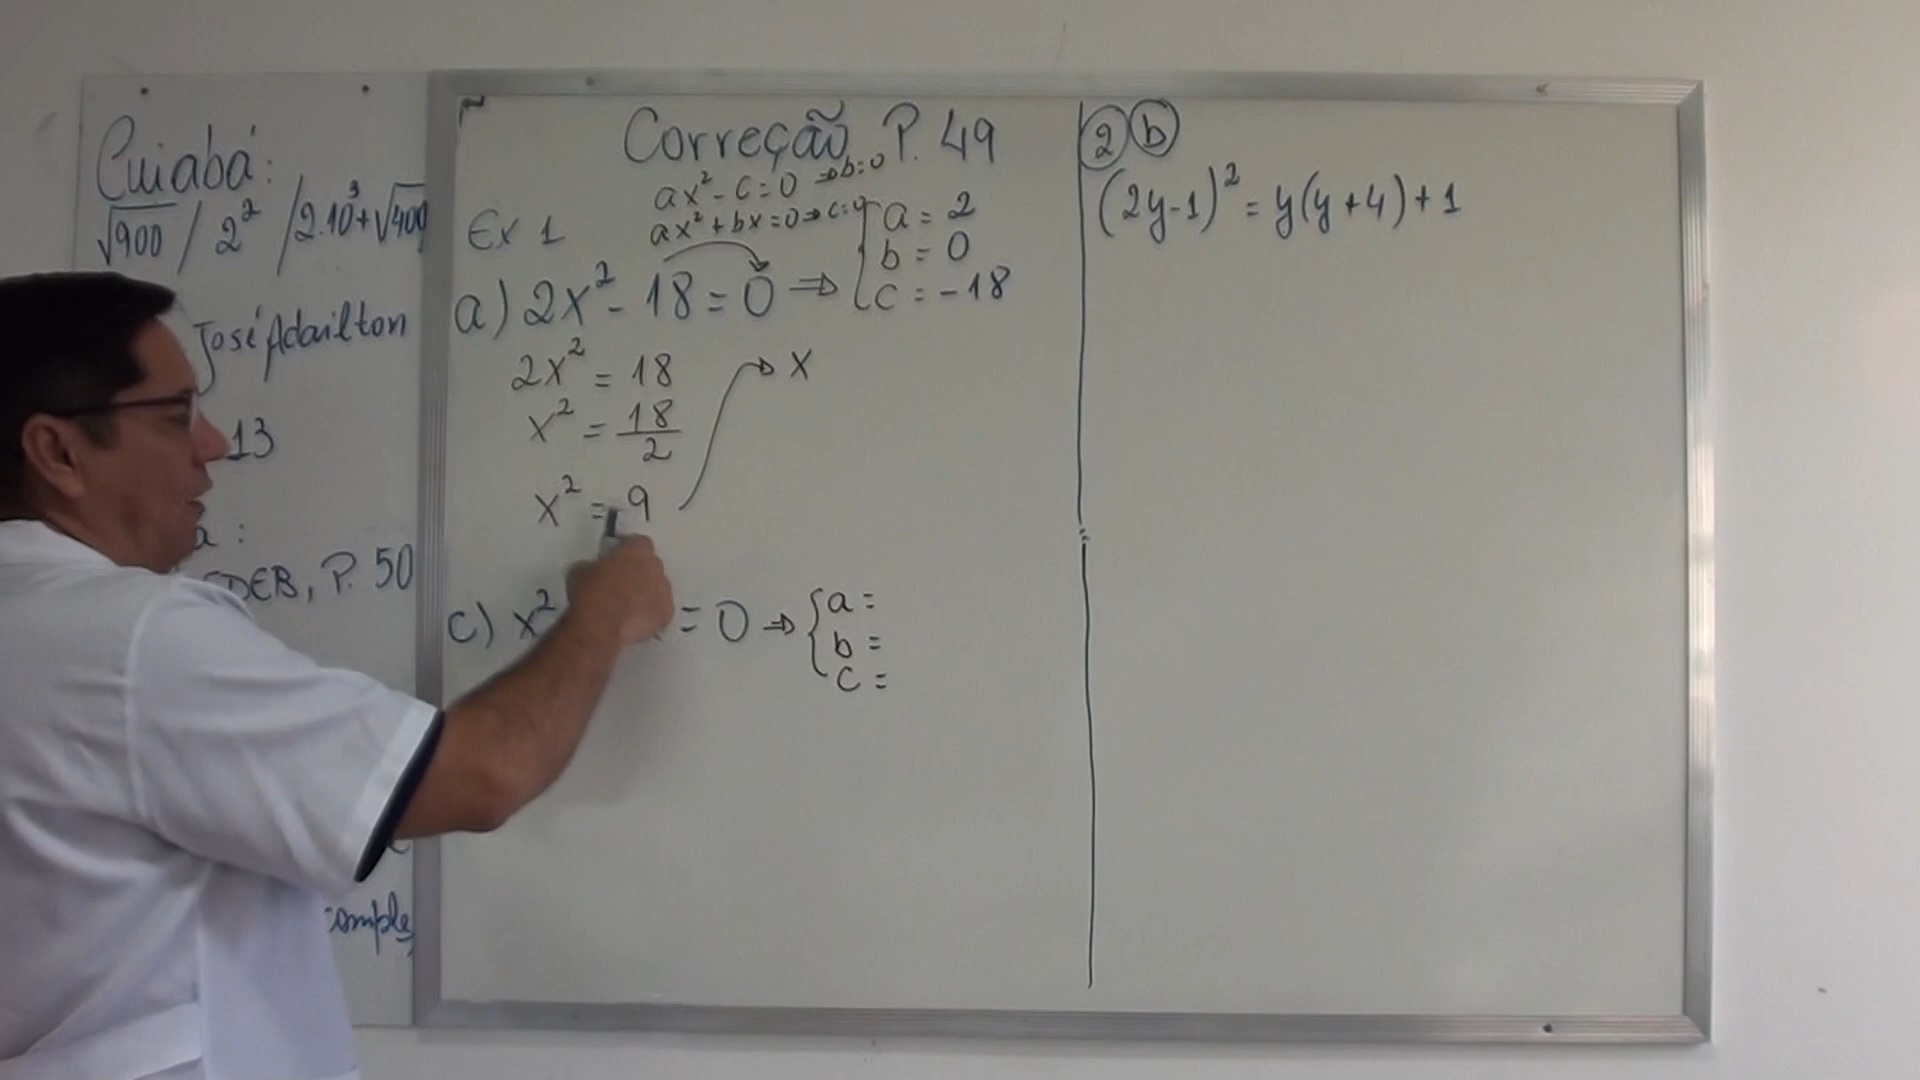 Cuiabá:
√900 / 2² / 2.10³+√400
José Adailton
13
a:
DEB, P. 50
Correção P. 49
ax² - c = 0 → b=0
ax² + bx = 0 → c=0
Ex 1
a) 2x² - 18 = 0 ⇒ { a = 2
b = 0
c = -18
2x² = 18
x² = 18/2
x² = 9 → x
c) x² = 0 ⇒ { a =
b =
c =
2 b
(2y-1)² = y(y+4)+1